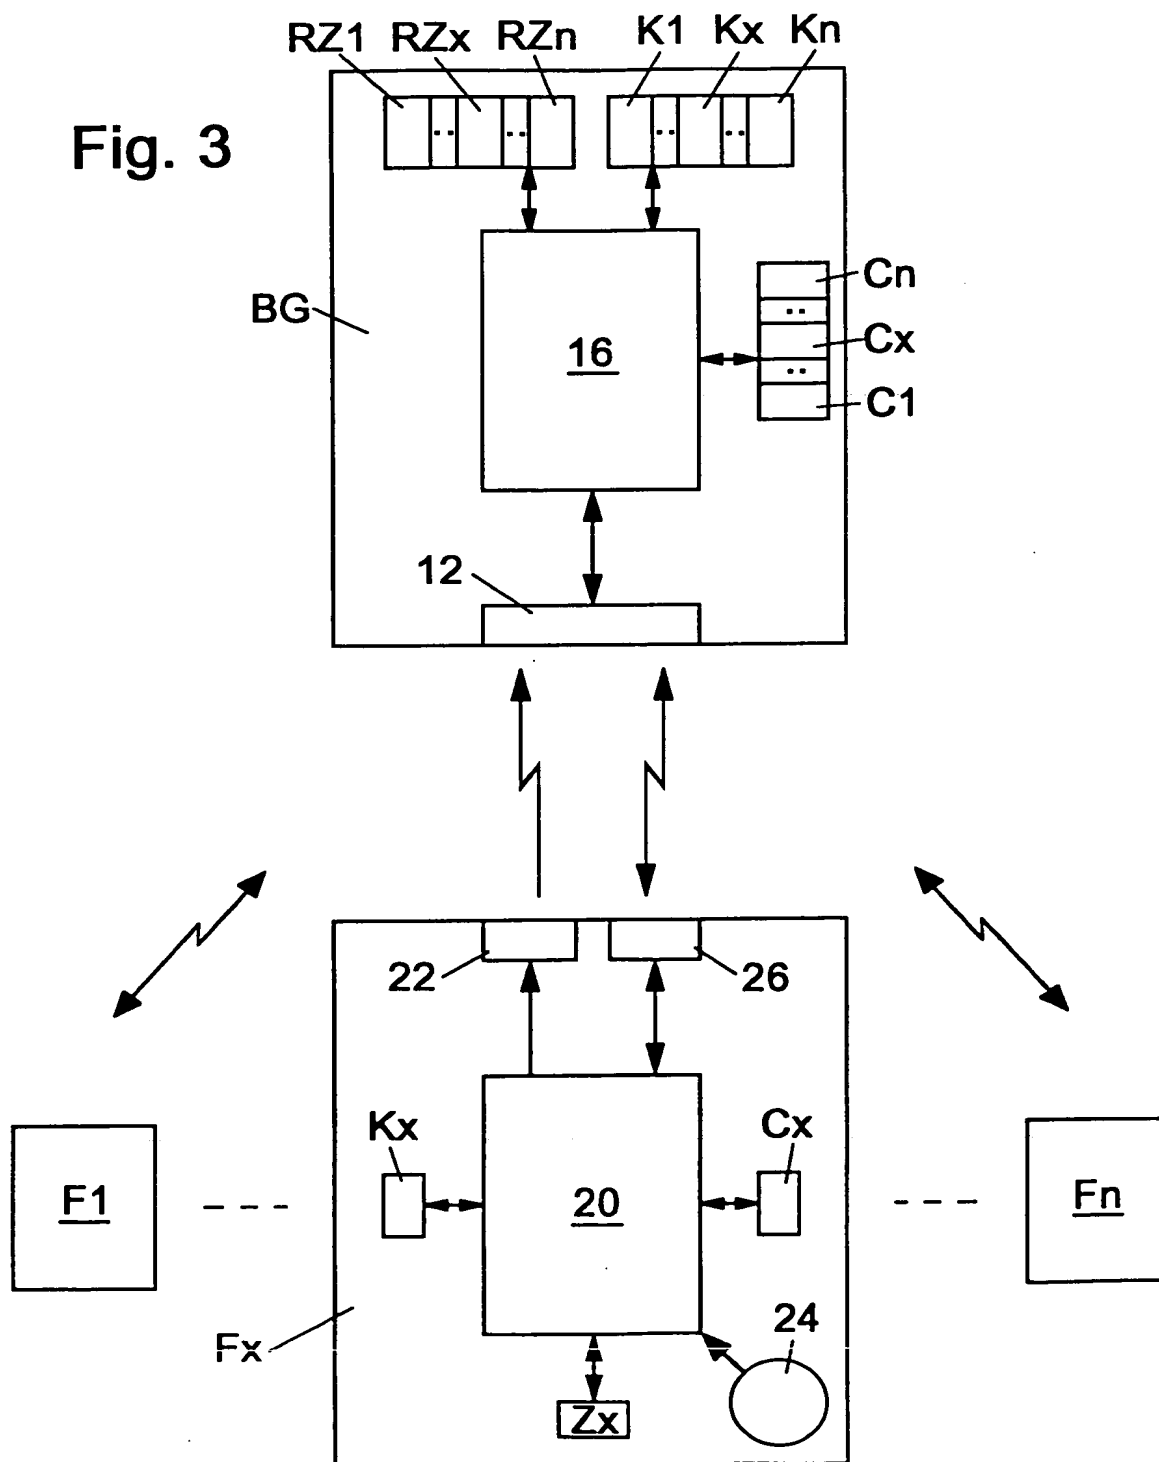 RZ1 RZx RZn K1 Kx Kn
Fig. 3
.. .. .. ..
Cn
BG
..
16
Cx
..
C1
12
22
26
Kx
Cx
F1
20
Fn
Fx
24
Zx